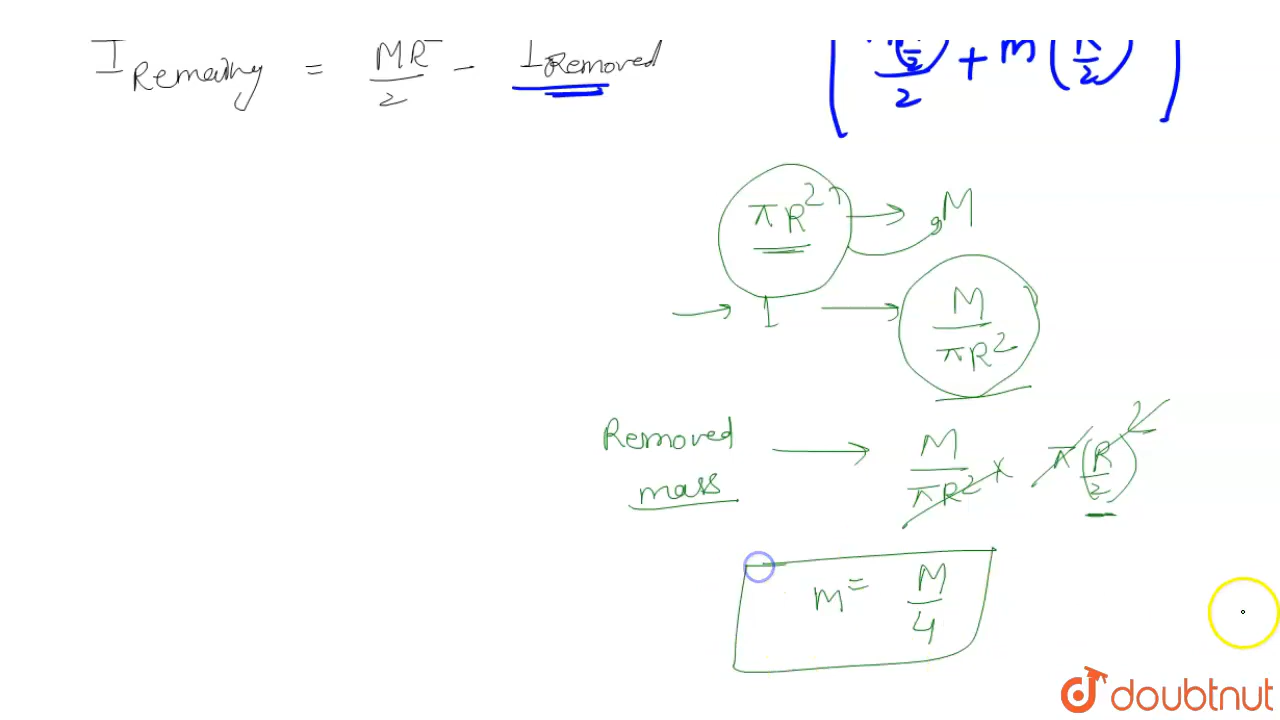 I Remaining = MR²/2 - I Removed
[m(R/2)²/2 + m(R/2)²]
πR² → M
→ 1 → M/πR²
Removed mass → M/πR² × π(R/2)²
m = M/4
doubtnut